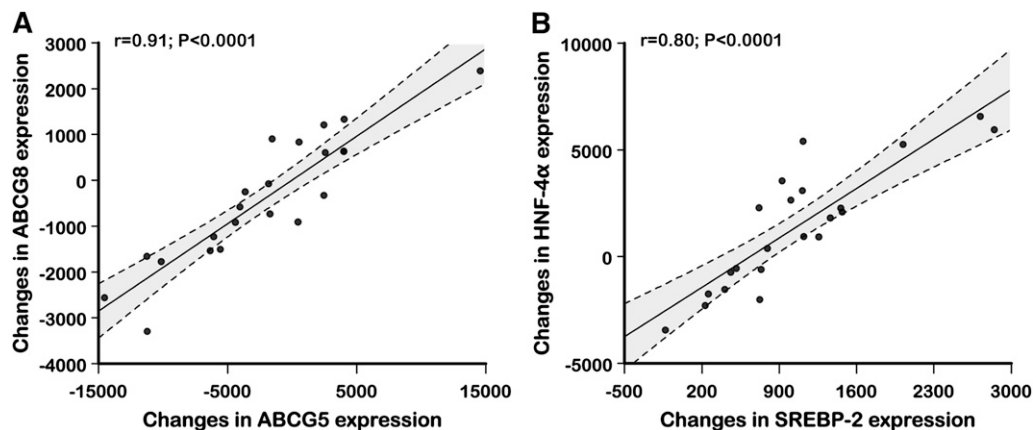 A
r=0.91; P<0.0001
Changes in ABCG8 expression
3000
2000
1000
0
-1000
-2000
-3000
-4000
-15000 -5000 5000 15000
Changes in ABCG5 expression
B
r=0.80; P<0.0001
Changes in HNF-4α expression
10000
5000
0
-5000
-500 200 900 1600 2300 3000
Changes in SREBP-2 expression